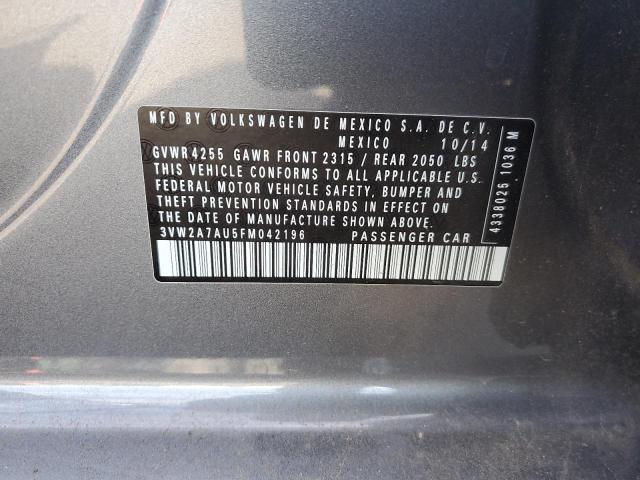 MFD BY VOLKSWAGEN DE MEXICO S.A. DE C.V.
MEXICO 10/14
GVWR 4255 GAWR FRONT 2315 / REAR 2050 LBS
THIS VEHICLE CONFORMS TO ALL APPLICABLE U.S.
FEDERAL MOTOR VEHICLE SAFETY, BUMPER AND
THEFT PREVENTION STANDARDS IN EFFECT ON
THE DATE OF MANUFACTURE SHOWN ABOVE.
3VW2A7AU5FM042196 PASSENGER CAR
4338025 1036 M